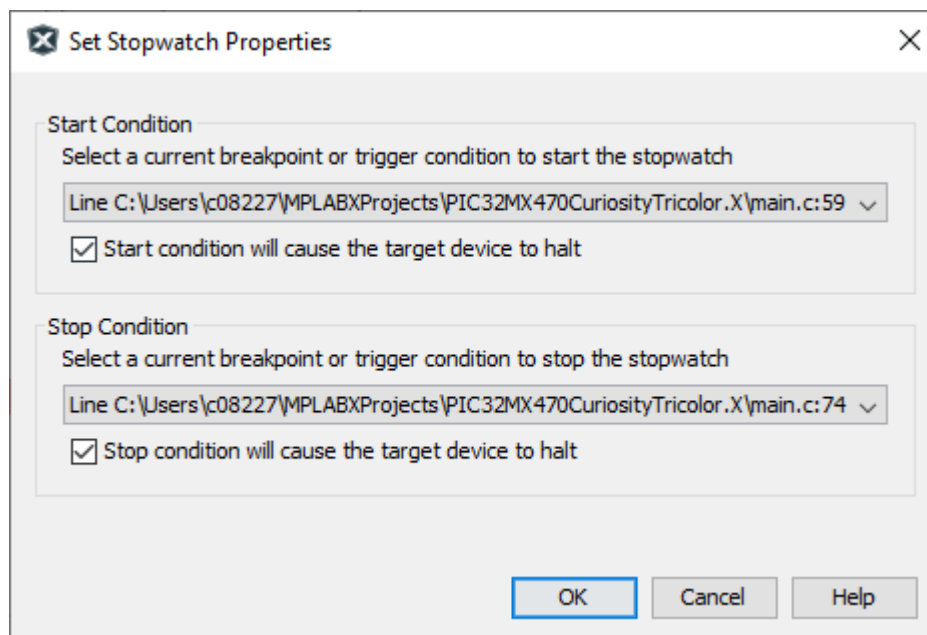 Set Stopwatch Properties
Start Condition
Select a current breakpoint or trigger condition to start the stopwatch
Line C:\Users\c08227\MPLABXProjects\PIC32MX470CuriosityTricolor.X\main.c:59
Start condition will cause the target device to halt
Stop Condition
Select a current breakpoint or trigger condition to stop the stopwatch
Line C:\Users\c08227\MPLABXProjects\PIC32MX470CuriosityTricolor.X\main.c:74
Stop condition will cause the target device to halt
OK Cancel Help